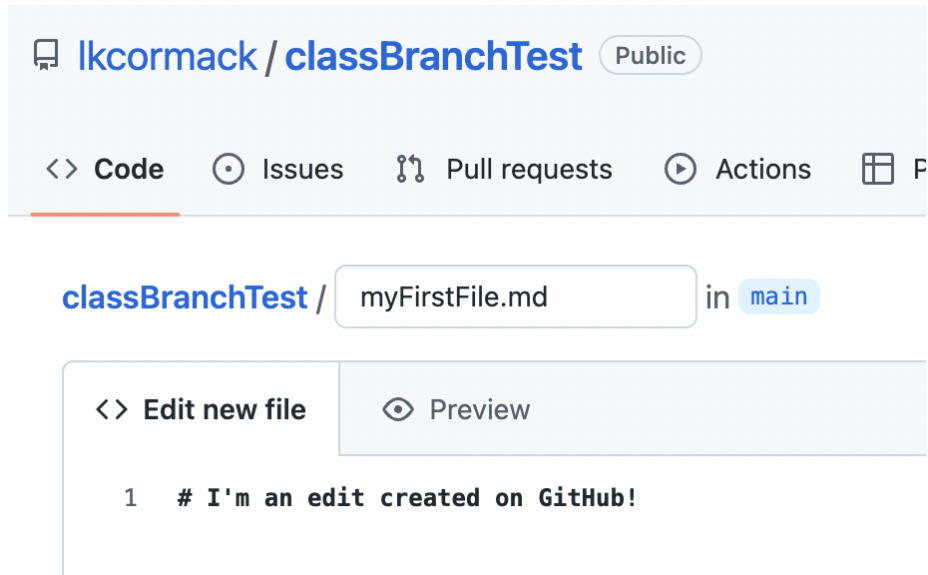 lkcormack / classBranchTest Public
<> Code Issues Pull requests Actions P
classBranchTest / myFirstFile.md in main
<> Edit new file Preview
1 # I'm an edit created on GitHub!